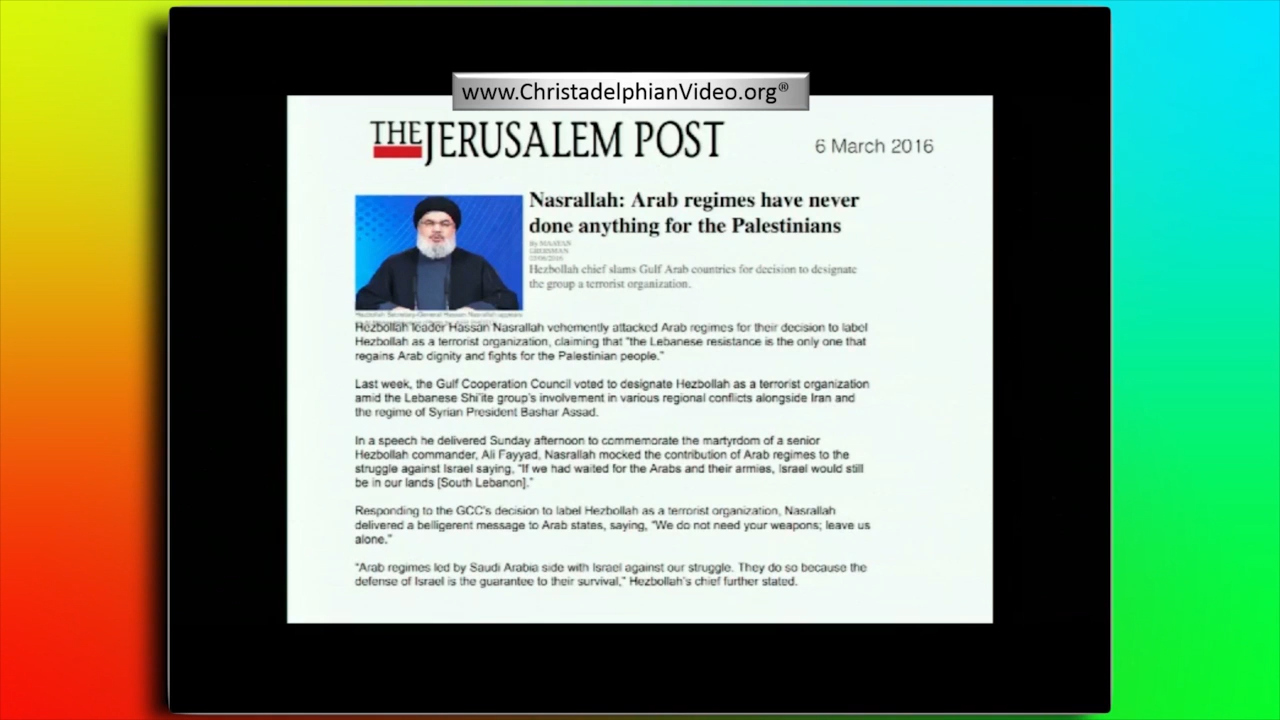 www.ChristadelphianVideo.org®
THE JERUSALEM POST
6 March 2016
Nasrallah: Arab regimes have never
done anything for the Palestinians
By MAAYAN
GROISMAN
03/06/2016
Hezbollah chief slams Gulf Arab countries for decision to designate
the group a terrorist organization.
Hezbollah Secretary-General Hassan Nasrallah
Hezbollah leader Hassan Nasrallah vehemently attacked Arab regimes for their decision to label
Hezbollah as a terrorist organization, claiming that “the Lebanese resistance is the only one that
regains Arab dignity and fights for the Palestinian people.”
Last week, the Gulf Cooperation Council voted to designate Hezbollah as a terrorist organization
amid the Lebanese Shi’ite group’s involvement in various regional conflicts alongside Iran and
the regime of Syrian President Bashar Assad.
In a speech he delivered Sunday afternoon to commemorate the martyrdom of a senior
Hezbollah commander, Ali Fayyad, Nasrallah mocked the contribution of Arab regimes to the
struggle against Israel saying, “If we had waited for the Arabs and their armies, Israel would still
be in our lands [South Lebanon].”
Responding to the GCC’s decision to label Hezbollah as a terrorist organization, Nasrallah
delivered a belligerent message to Arab states, saying, “We do not need your weapons; leave us
alone.”
“Arab regimes led by Saudi Arabia side with Israel against our struggle. They do so because the
defense of Israel is the guarantee to their survival,” Hezbollah’s chief further stated.